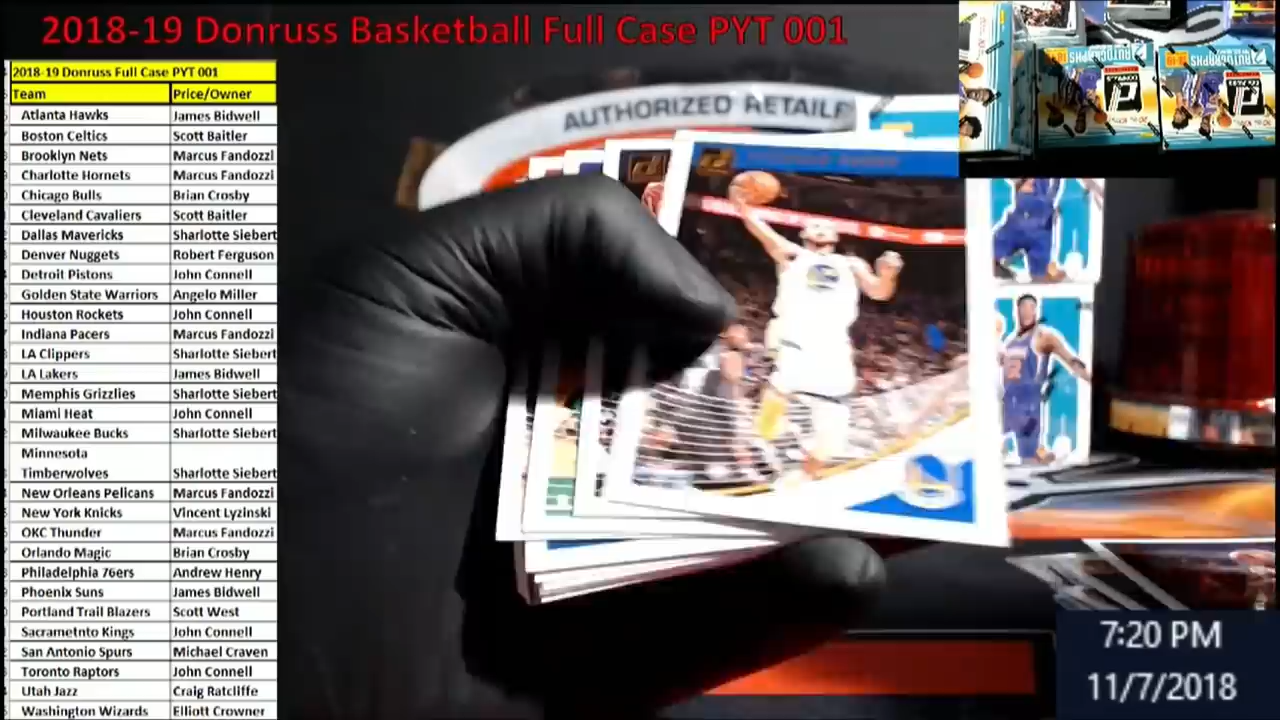 2018-19 Donruss Basketball Full Case PYT 001
2018-19 Donruss Full Case PYT 001
Team Price/Owner
Atlanta Hawks James Bidwell
Boston Celtics Scott Baitler
Brooklyn Nets Marcus Fandozzi
Charlotte Hornets Marcus Fandozzi
Chicago Bulls Brian Crosby
Cleveland Cavaliers Scott Baitler
Dallas Mavericks Sharlotte Siebert
Denver Nuggets Robert Ferguson
Detroit Pistons John Connell
Golden State Warriors Angelo Miller
Houston Rockets John Connell
Indiana Pacers Marcus Fandozzi
LA Clippers Sharlotte Siebert
LA Lakers James Bidwell
Memphis Grizzlies Sharlotte Siebert
Miami Heat John Connell
Milwaukee Bucks Sharlotte Siebert
Minnesota
Timberwolves Sharlotte Siebert
New Orleans Pelicans Marcus Fandozzi
New York Knicks Vincent Lyzinski
OKC Thunder Marcus Fandozzi
Orlando Magic Brian Crosby
Philadelphia 76ers Andrew Henry
Phoenix Suns James Bidwell
Portland Trail Blazers Scott West
Sacrametnto Kings John Connell
San Antonio Spurs Michael Craven
Toronto Raptors John Connell
Utah Jazz Craig Ratcliffe
Washington Wizards Elliott Crowner
AUTHORIZED RETAILE
AUTOGRAPHS
AUTOGRAPHS
7:20 PM
11/7/2018